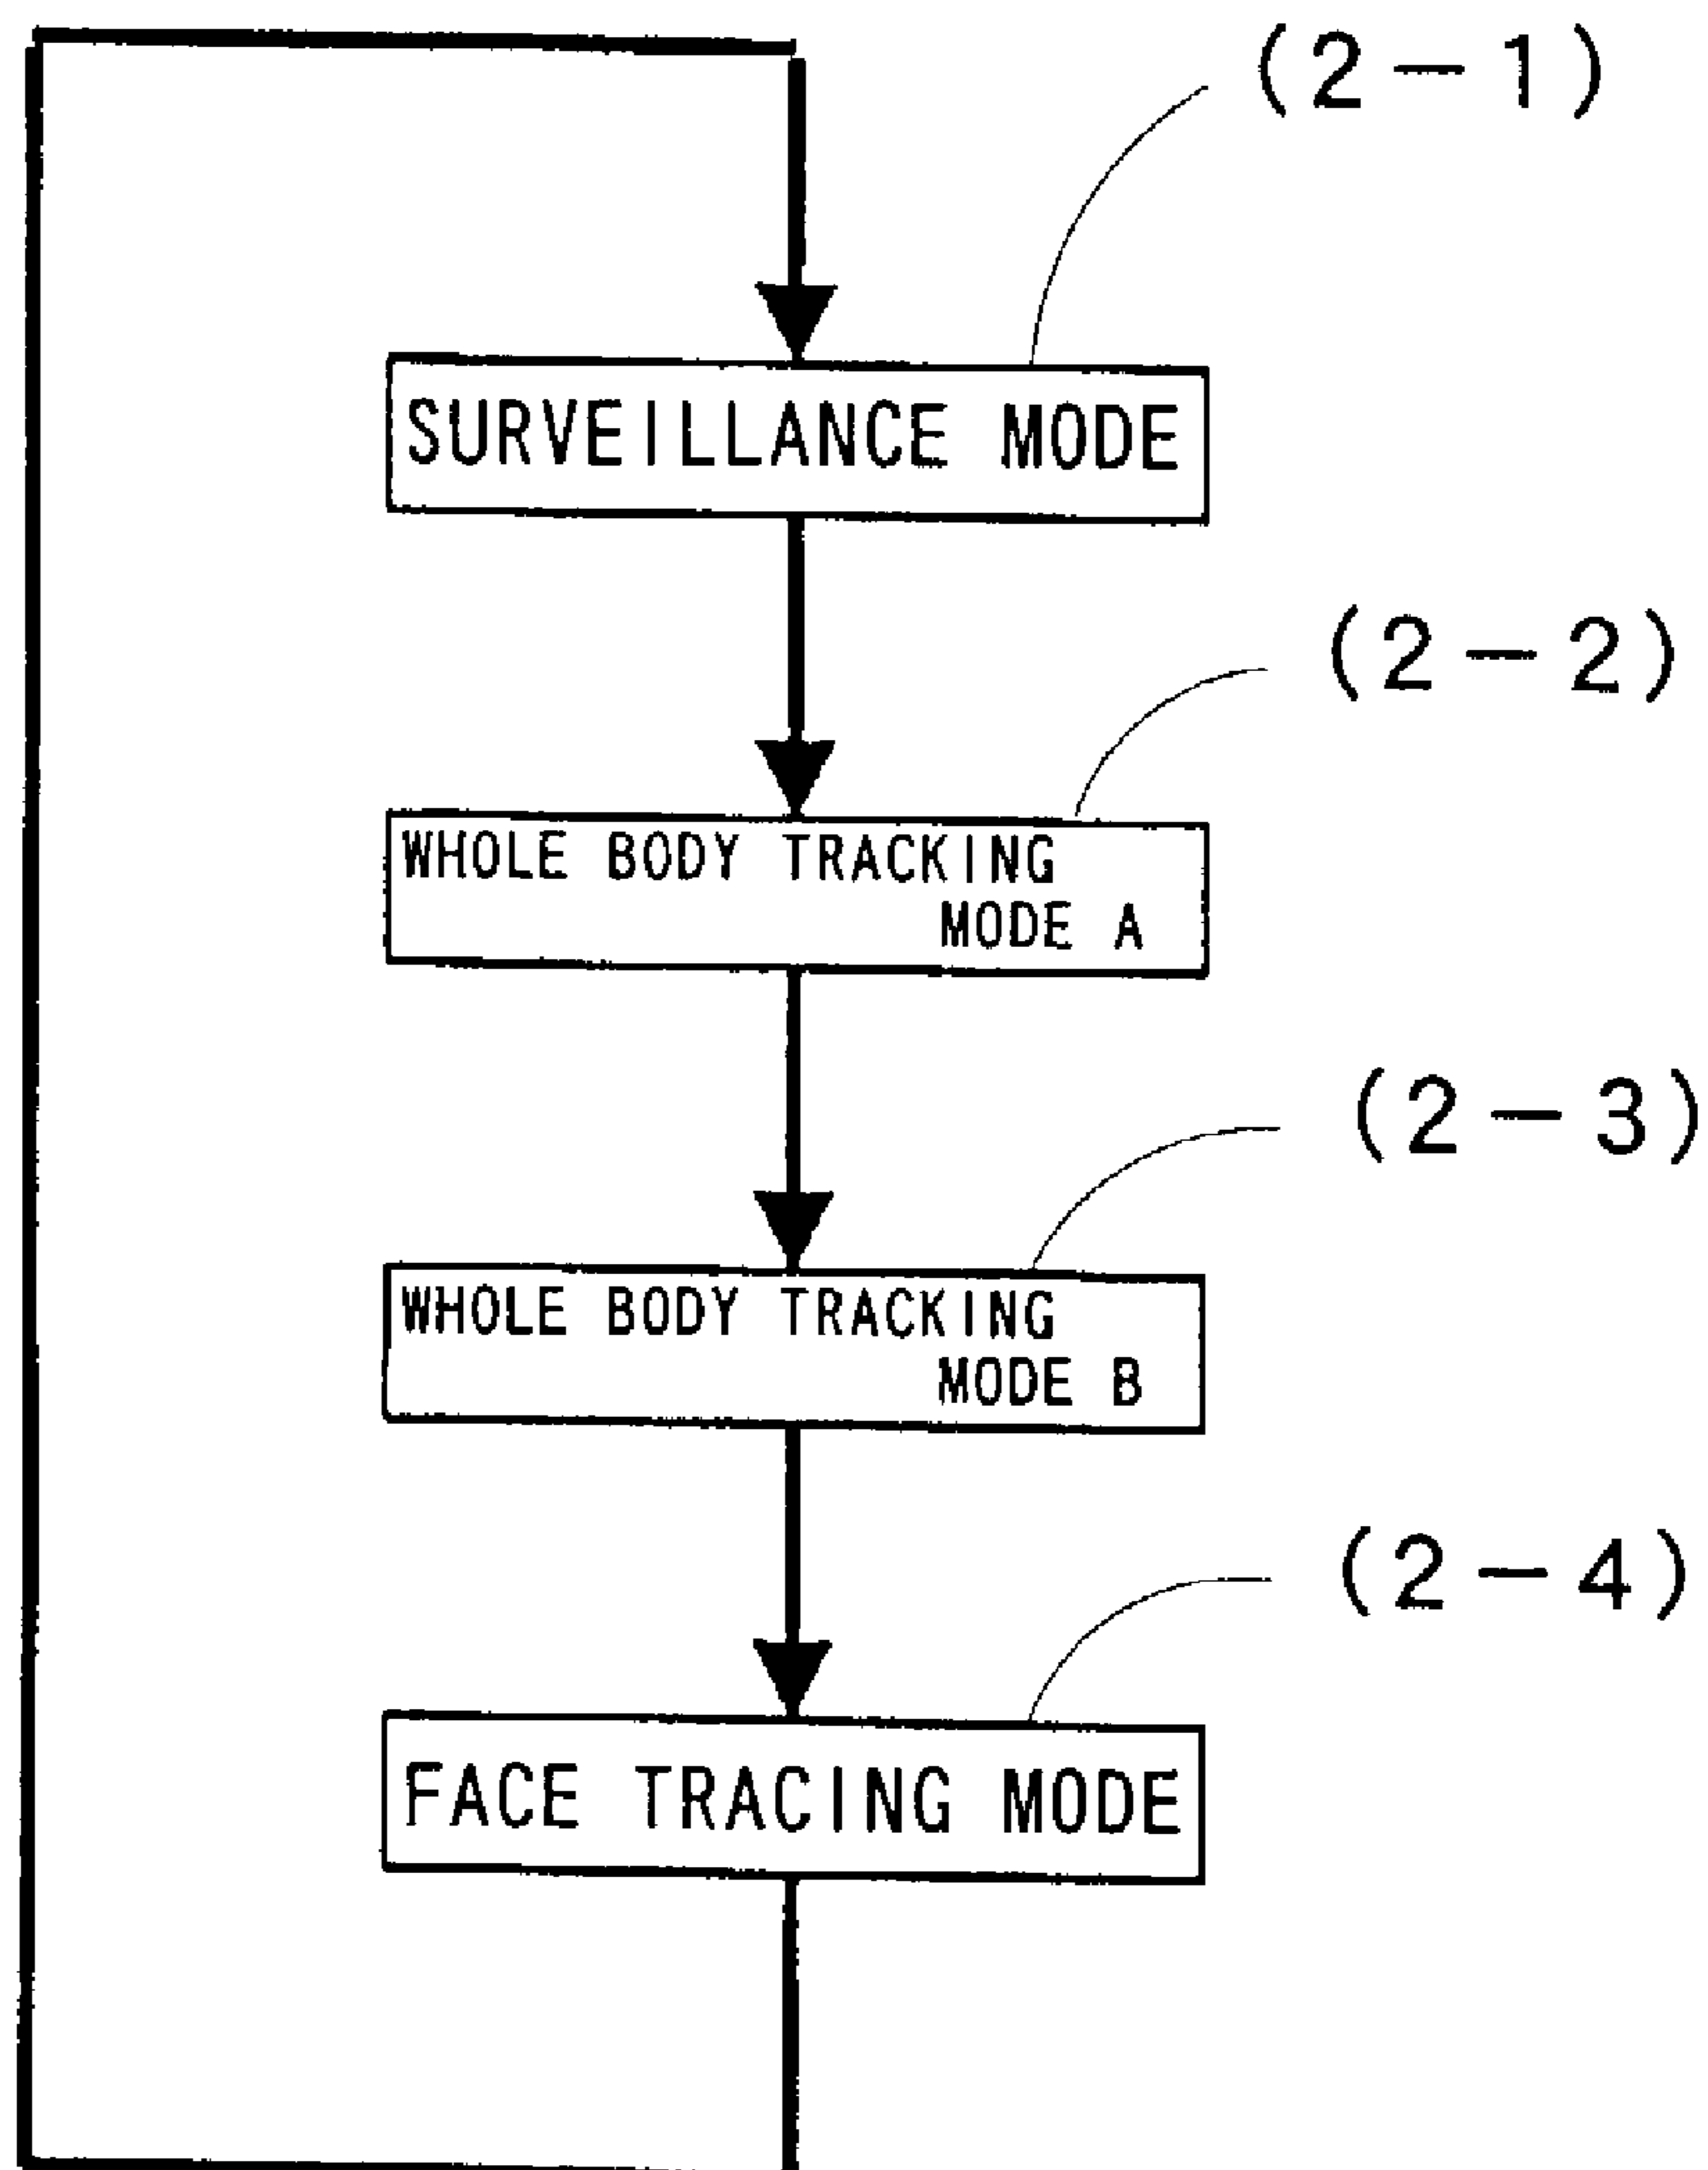 (2-1)
SURVEILLANCE MODE
(2-2)
WHOLE BODY TRACKING
MODE A
(2-3)
WHOLE BODY TRACKING
MODE B
(2-4)
FACE TRACING MODE